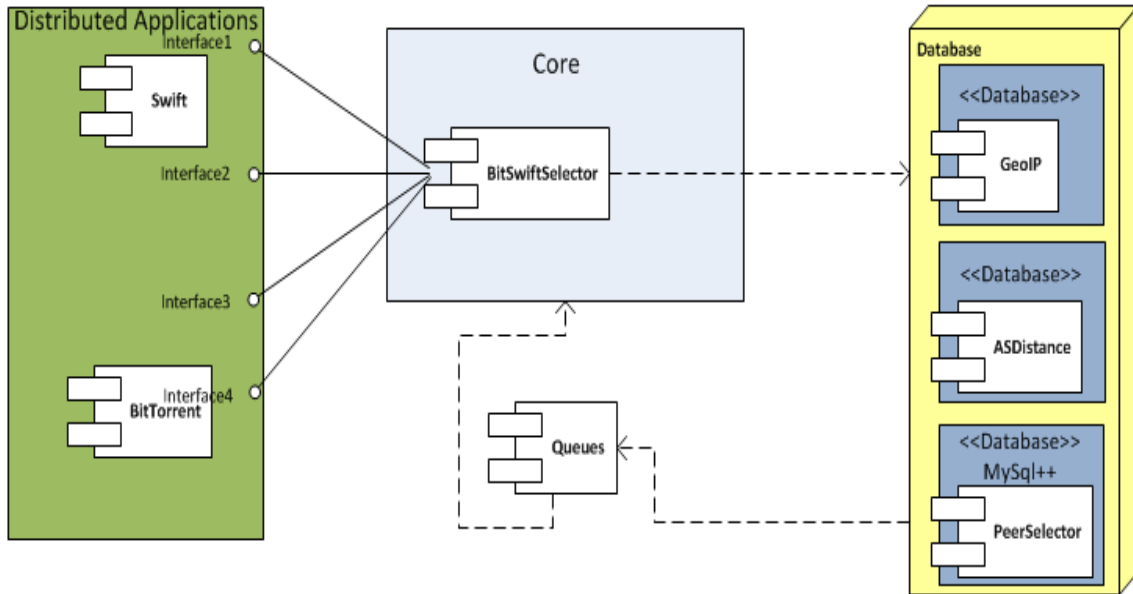 Distributed Applications
Interface1
Swift
Interface2
Interface3
Interface4
BitTorrent
Core
BitSwiftSelector
Queues
Database
<<Database>>
GeoIP
<<Database>>
ASDistance
<<Database>>
MySql++
PeerSelector